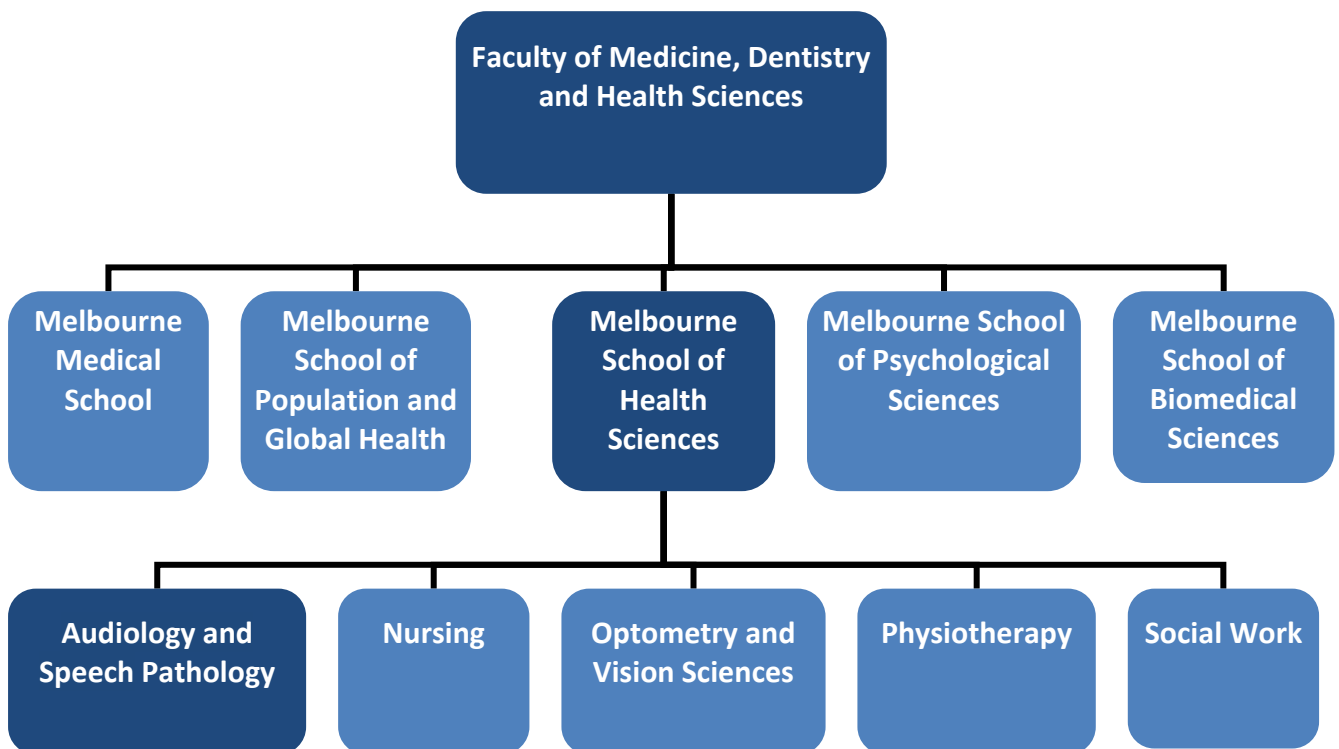 Faculty of Medicine, Dentistry
and Health Sciences
Melbourne
Medical
School
Melbourne
School of
Population and
Global Health
Melbourne
School of
Health
Sciences
Melbourne School
of Psychological
Sciences
Melbourne
School of
Biomedical
Sciences
Audiology and
Speech Pathology
Nursing
Optometry and
Vision Sciences
Physiotherapy
Social Work